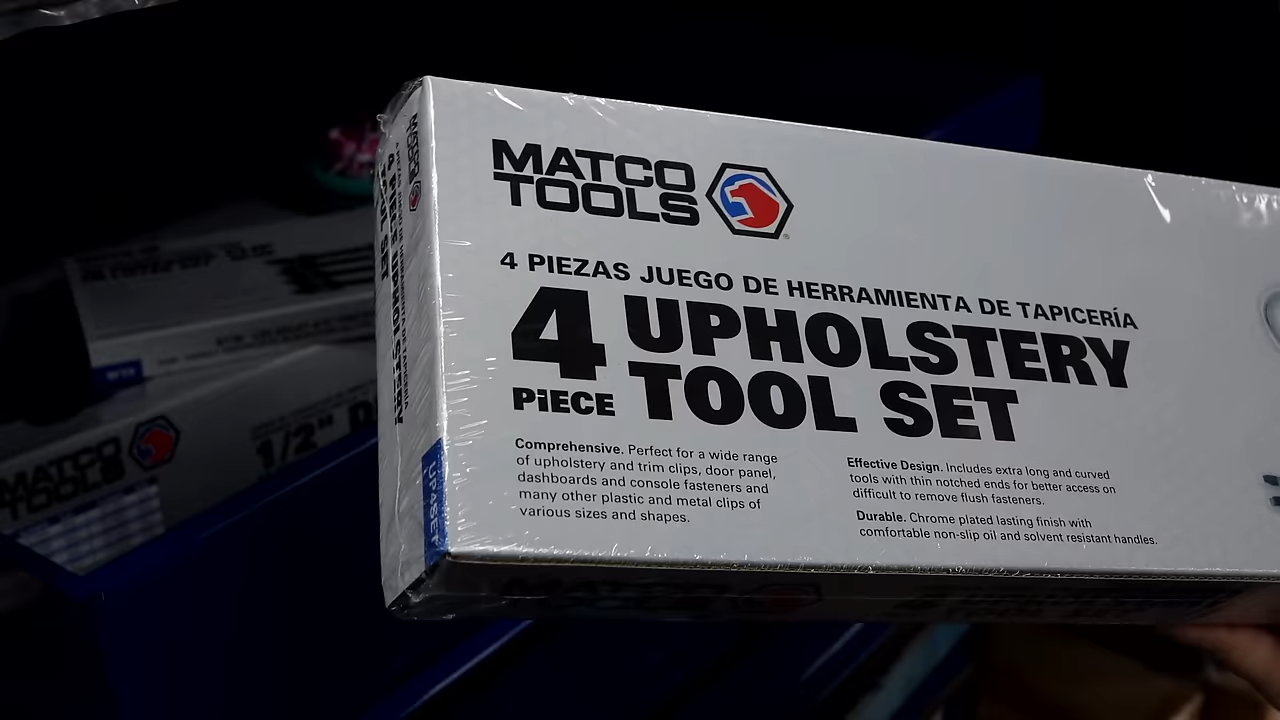 MATCO
TOOLS
4 PIEZAS JUEGO DE HERRAMIENTA DE TAPICERÍA
4 UPHOLSTERY
PiECE TOOL SET
Comprehensive. Perfect for a wide range
of upholstery and trim clips, door panel,
dashboards and console fasteners and
many other plastic and metal clips of
various sizes and shapes.
Effective Design. Includes extra long and curved
tools with thin notched ends for better access on
difficult to remove flush fasteners.
Durable. Chrome plated lasting finish with
comfortable non-slip oil and solvent resistant handles.
MATCO
TOOLS
UP4SET
MATCO
TOOLS
1/2"